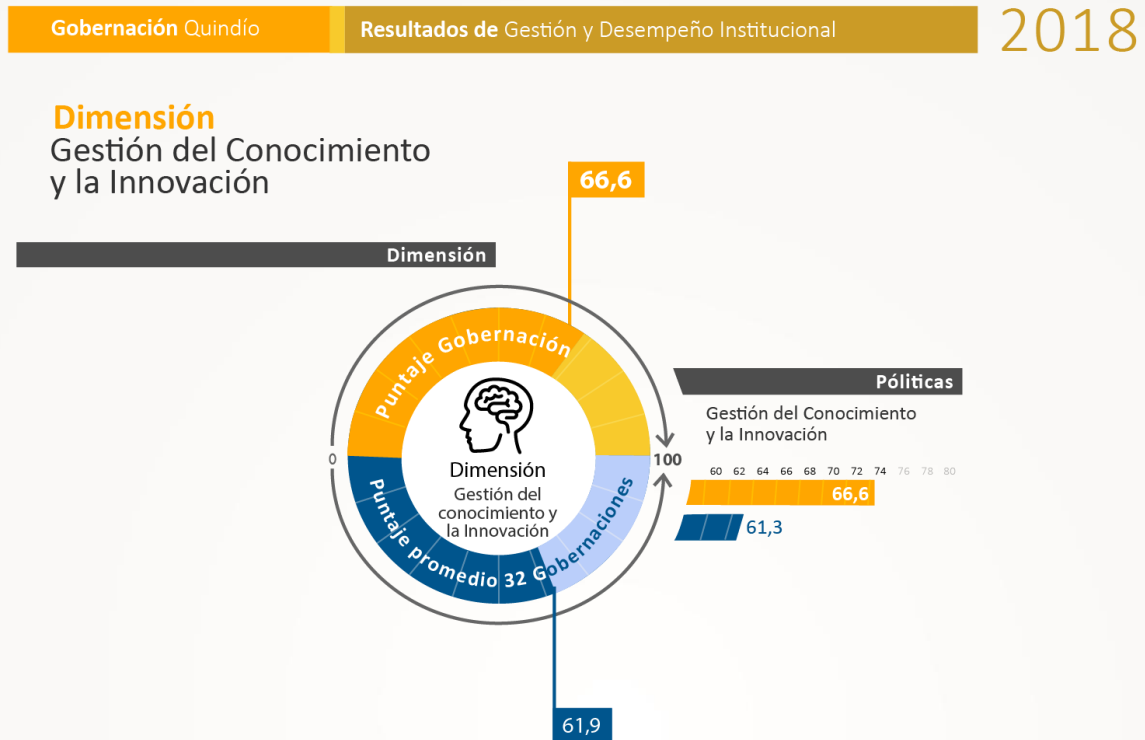 Gobernación Quindío
Resultados de Gestión y Desempeño Institucional
2018
Dimensión
Gestión del Conocimiento
y la Innovación
66,6
Dimensión
Puntaje Gobernación
0
100
Dimensión
Gestión del
conocimiento y
la Innovación
Puntaje promedio 32 Gobernaciones
61,9
Póliticas
Gestión del Conocimiento
y la Innovación
60 62 64 66 68 70 72 74 76 78 80
66,6
61,3